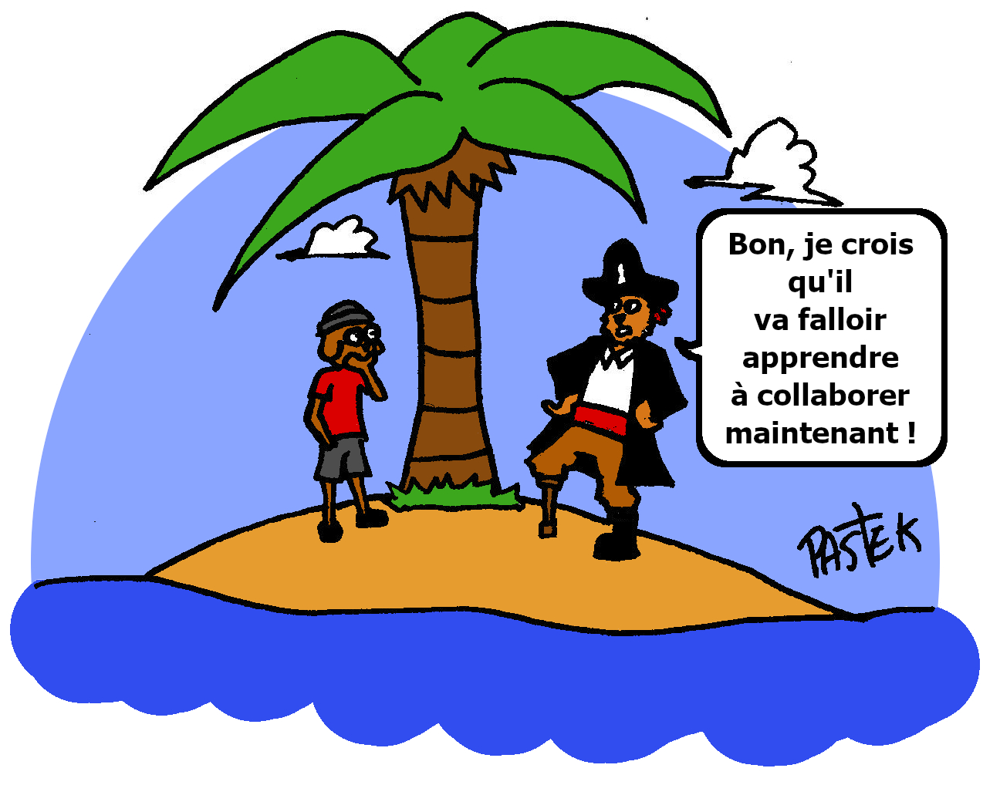 Bon, je crois
qu'il
va falloir
apprendre
à collaborer
maintenant !
PASTEK